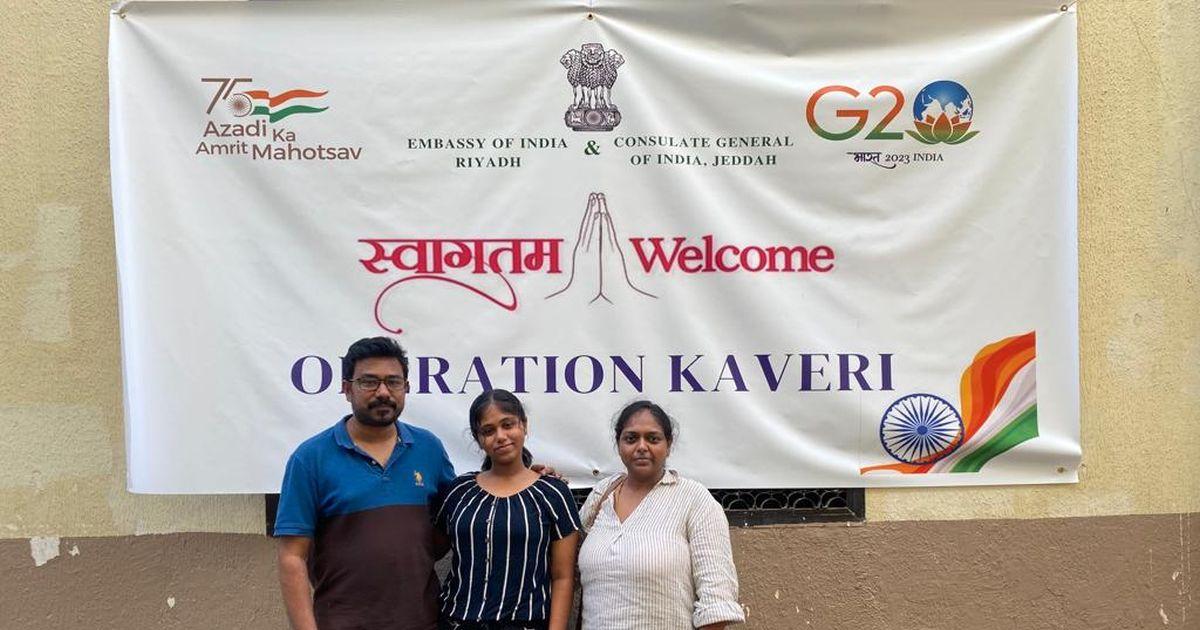 75
Azadi Ka
Amrit Mahotsav
EMBASSY OF INDIA
RIYADH
&
CONSULATE GENERAL
OF INDIA, JEDDAH
G20
भारत 2023 INDIA
स्वागतम Welcome
OPERATION KAVERI